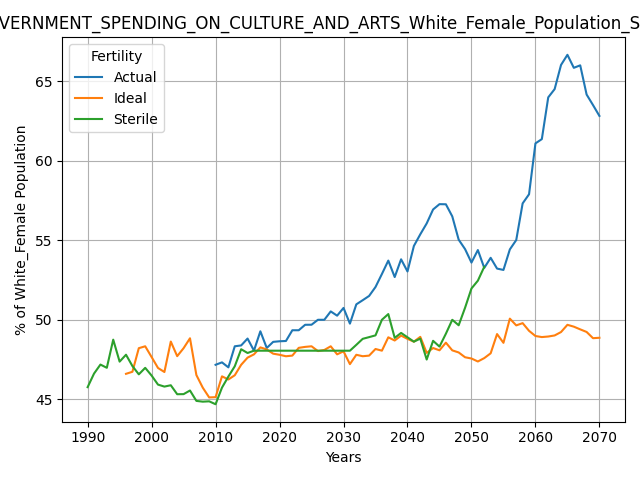 VERNMENT_SPENDING_ON_CULTURE_AND_ARTS_White_Female_Population_S
Fertility
Actual
Ideal
Sterile
% of White_Female Population
65
60
55
50
45
1990 2000 2010 2020 2030 2040 2050 2060 2070
Years